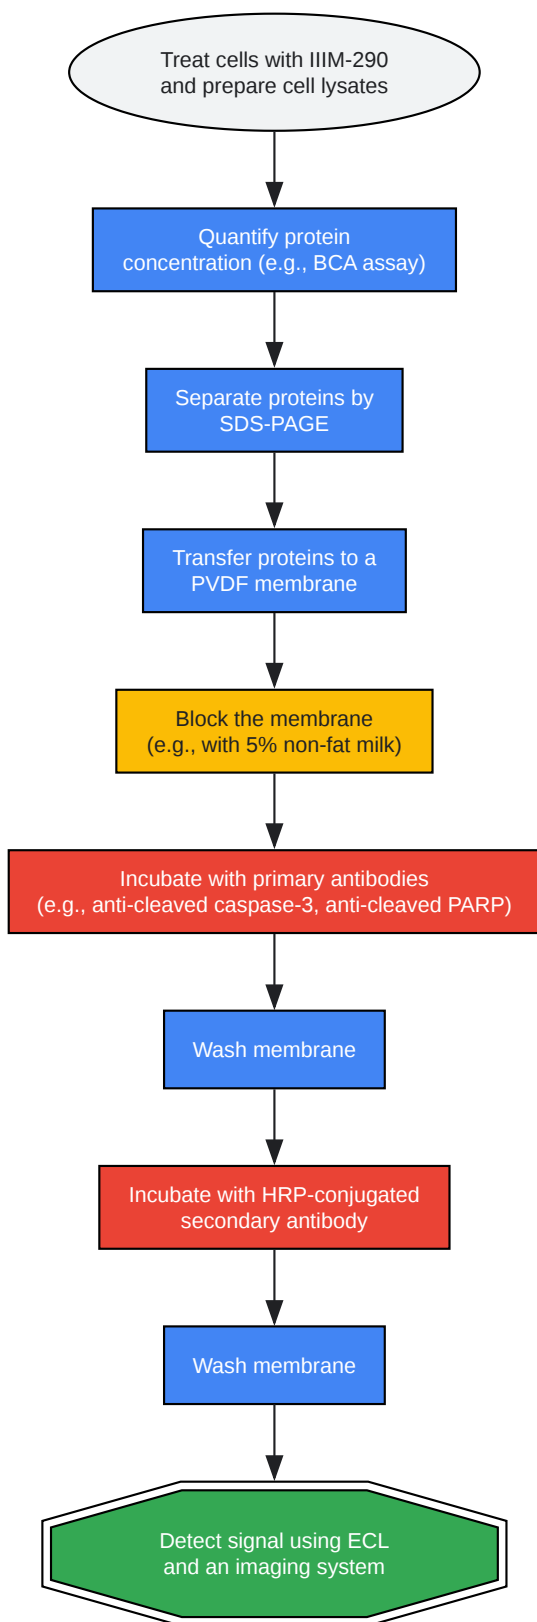 Treat cells with IIIM-290
and prepare cell lysates
Quantify protein
concentration (e.g., BCA assay)
Separate proteins by
SDS-PAGE
Transfer proteins to a
PVDF membrane
Block the membrane
(e.g., with 5% non-fat milk)
Incubate with primary antibodies
(e.g., anti-cleaved caspase-3, anti-cleaved PARP)
Wash membrane
Incubate with HRP-conjugated
secondary antibody
Wash membrane
Detect signal using ECL
and an imaging system